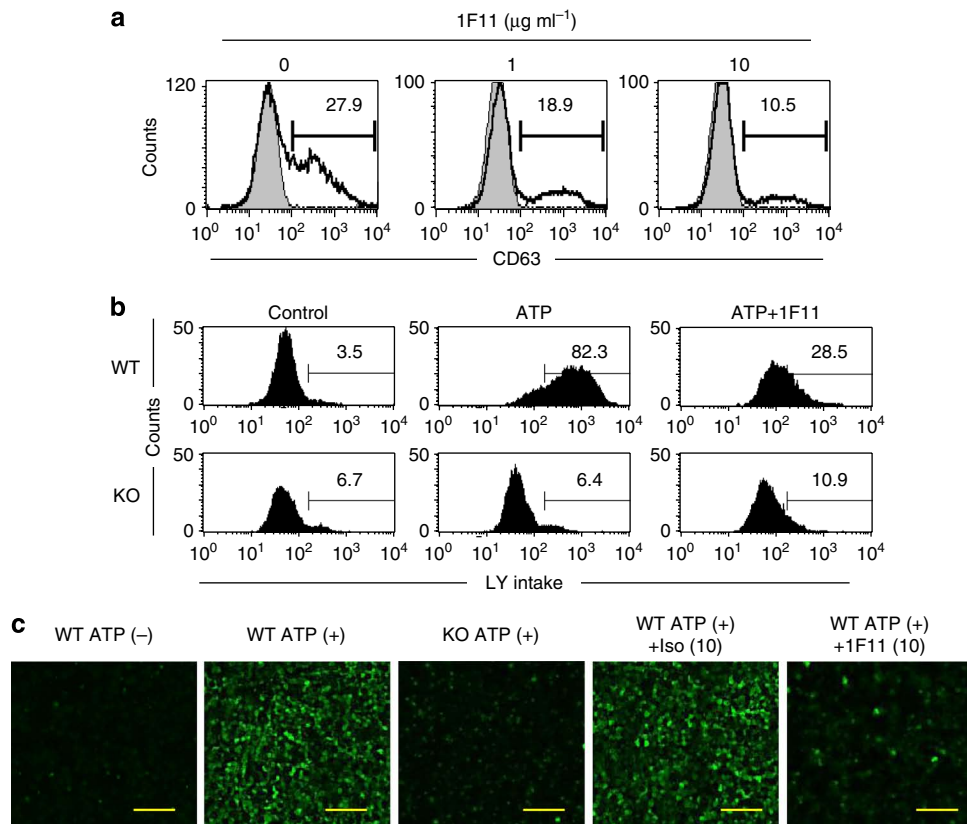 a
1F11 (μg ml⁻¹)
0 1 10
120 100 100
27.9 18.9 10.5
Counts
0 0 0
10⁰ 10¹ 10² 10³ 10⁴ 10⁰ 10¹ 10² 10³ 10⁴ 10⁰ 10¹ 10² 10³ 10⁴
CD63
b
Control ATP ATP+1F11
50 50 50
WT 3.5 82.3 28.5
0 0 0
10⁰ 10¹ 10² 10³ 10⁴ 10⁰ 10¹ 10² 10³ 10⁴ 10⁰ 10¹ 10² 10³ 10⁴
Counts
50 50 50
KO 6.7 6.4 10.9
0 0 0
10⁰ 10¹ 10² 10³ 10⁴ 10⁰ 10¹ 10² 10³ 10⁴ 10⁰ 10¹ 10² 10³ 10⁴
LY intake
c
WT ATP (–) WT ATP (+) KO ATP (+) WT ATP (+) WT ATP (+)
+Iso (10) +1F11 (10)